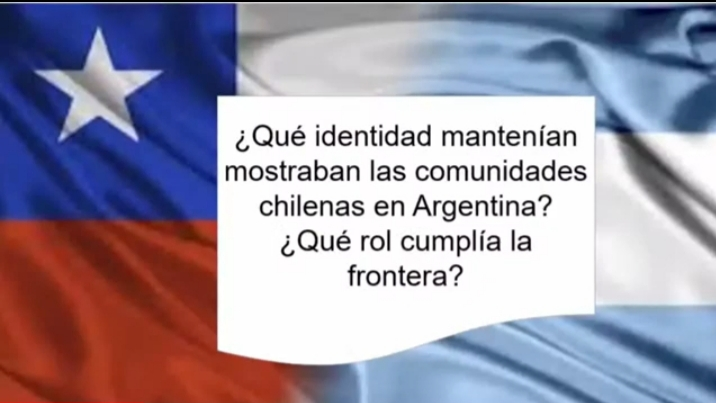 ¿Qué identidad mantenían
mostraban las comunidades
chilenas en Argentina?
¿Qué rol cumplía la
frontera?